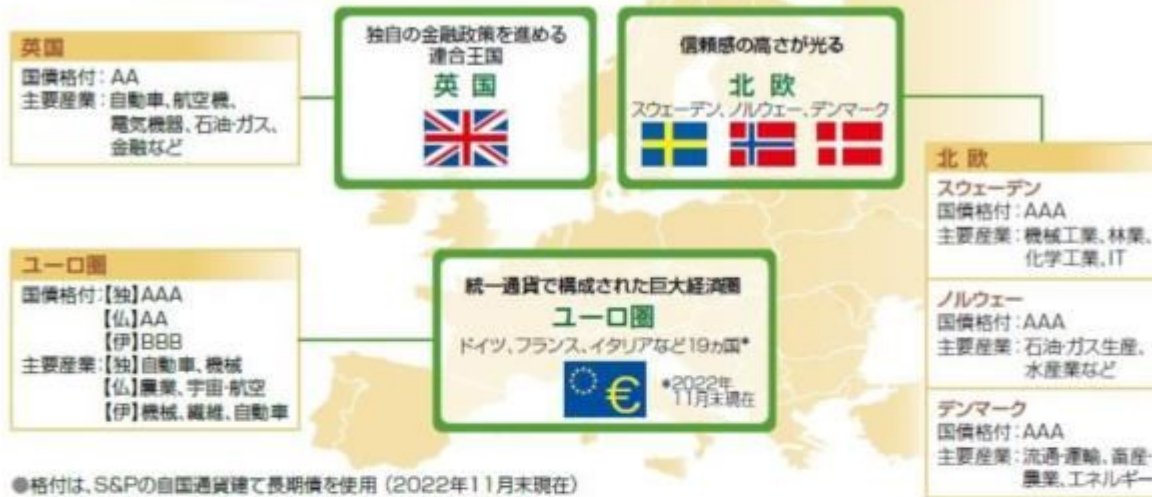 英国
国債格付：AA
主要産業：自動車、航空機、
電気機器、石油・ガス、
金融など
独自の金融政策を進める
連合王国
英国
信頼感の高さが光る
北欧
スウェーデン、ノルウェー、デンマーク
北欧
スウェーデン
国債格付：AAA
主要産業：機械工業、林業、
化学工業、IT
ノルウェー
国債格付：AAA
主要産業：石油・ガス生産、
水産業など
デンマーク
国債格付：AAA
主要産業：流通・運輸、畜産・
農業、エネルギー
ユーロ圏
国債格付：【独】AAA
【仏】AA
【伊】BBB
主要産業：【独】自動車、機械
【仏】農業、宇宙・航空
【伊】機械、繊維、自動車
統一通貨で構成された巨大経済圏
ユーロ圏
ドイツ、フランス、イタリアなど19ヵ国*
€
*2022年
11月末現在
●格付は、S&Pの自国通貨建て長期債を使用（2022年11月末現在）